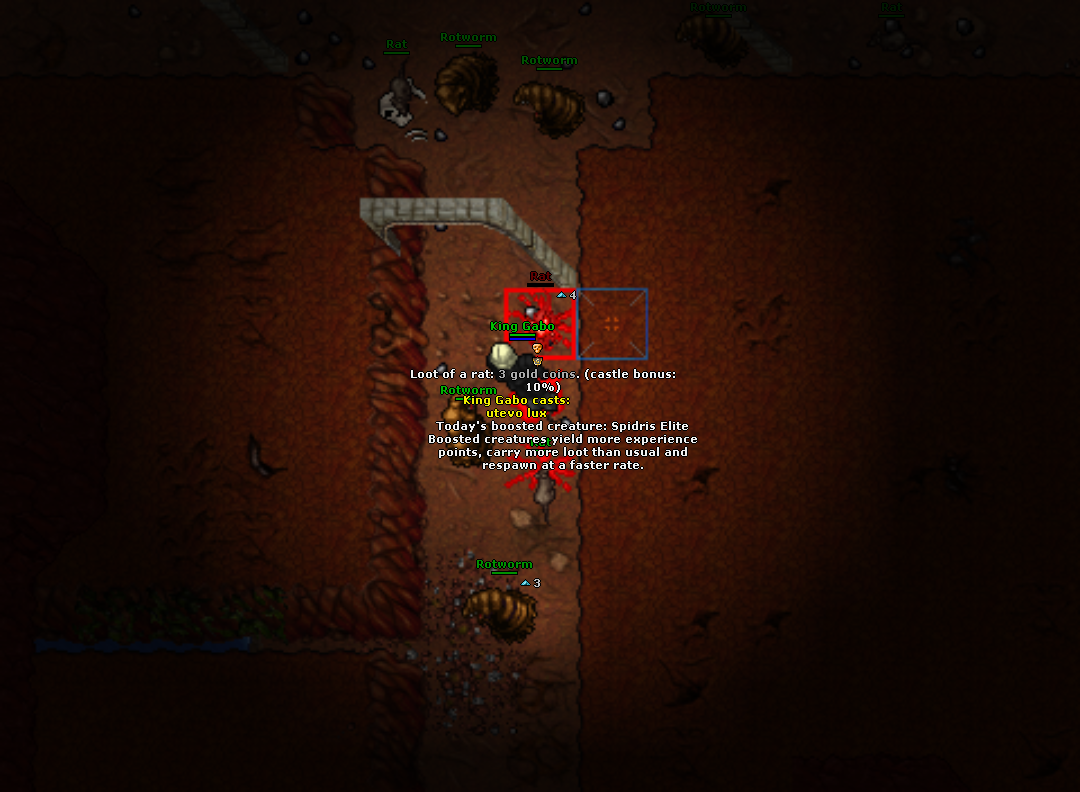 Rotworm
Rat
Rat
Rotworm
Rotworm
Rat
4
King Gabo
Loot of a rat: 3 gold coins. (castle bonus:
10%)
Rotworm
King Gabo casts:
utevo lux
Today's boosted creature: Spidris Elite
Boosted creatures yield more experience
points, carry more loot than usual and
respawn at a faster rate.
Rotworm
3